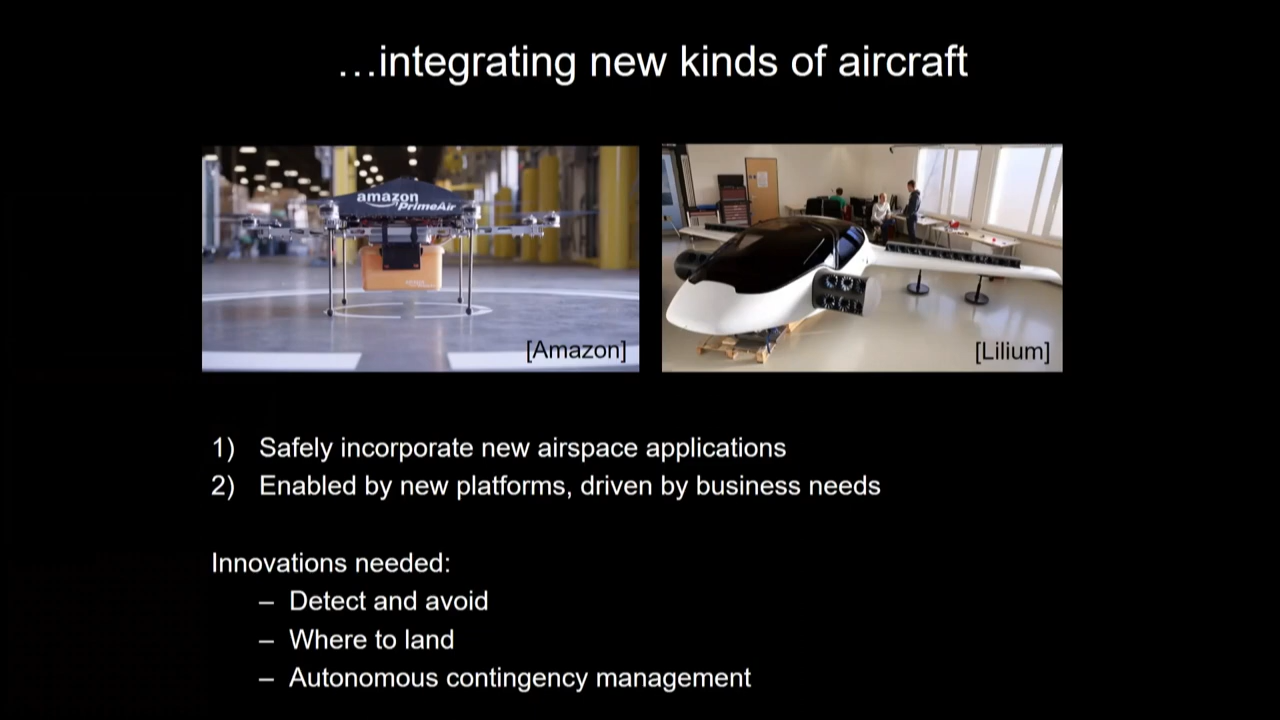 …integrating new kinds of aircraft
amazon
PrimeAir
[Amazon]
[Lilium]
1) Safely incorporate new airspace applications
2) Enabled by new platforms, driven by business needs
Innovations needed:
– Detect and avoid
– Where to land
– Autonomous contingency management